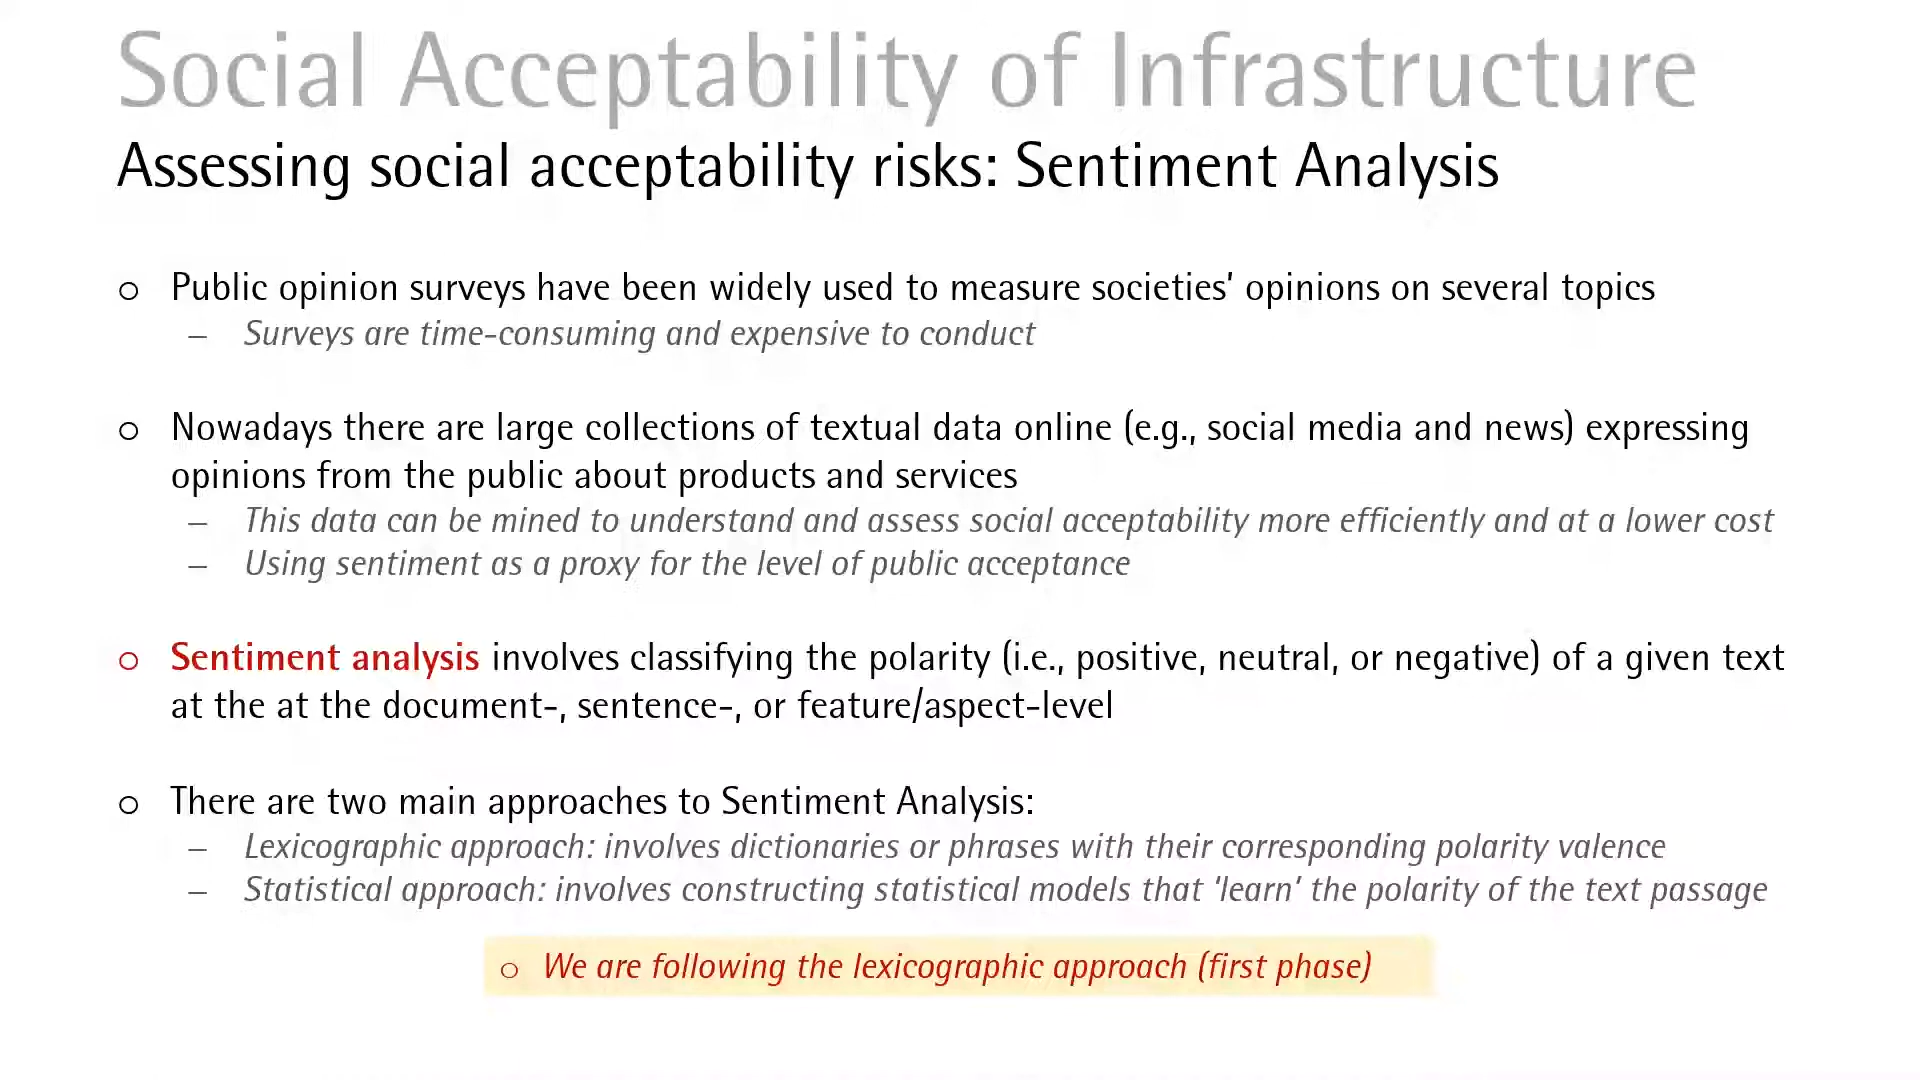 Social Acceptability of Infrastructure
Assessing social acceptability risks: Sentiment Analysis
o Public opinion surveys have been widely used to measure societies’ opinions on several topics
– Surveys are time-consuming and expensive to conduct
o Nowadays there are large collections of textual data online (e.g., social media and news) expressing
opinions from the public about products and services
– This data can be mined to understand and assess social acceptability more efficiently and at a lower cost
– Using sentiment as a proxy for the level of public acceptance
o Sentiment analysis involves classifying the polarity (i.e., positive, neutral, or negative) of a given text
at the at the document-, sentence-, or feature/aspect-level
o There are two main approaches to Sentiment Analysis:
– Lexicographic approach: involves dictionaries or phrases with their corresponding polarity valence
– Statistical approach: involves constructing statistical models that 'learn’ the polarity of the text passage
o We are following the lexicographic approach (first phase)